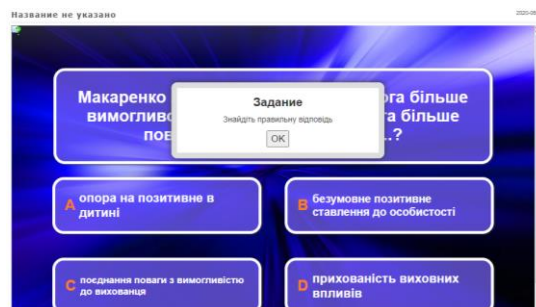 Название не указано
2020-09
Макаренко ога більше
вимогливо та більше
пов ..?
Задание
Знайдіть правильну відповідь
OK
A опора на позитивне в
дитині
B безумовне позитивне
ставлення до особистості
C поєднання поваги з вимогливістю
до вихованця
D прихованість виховних
впливів